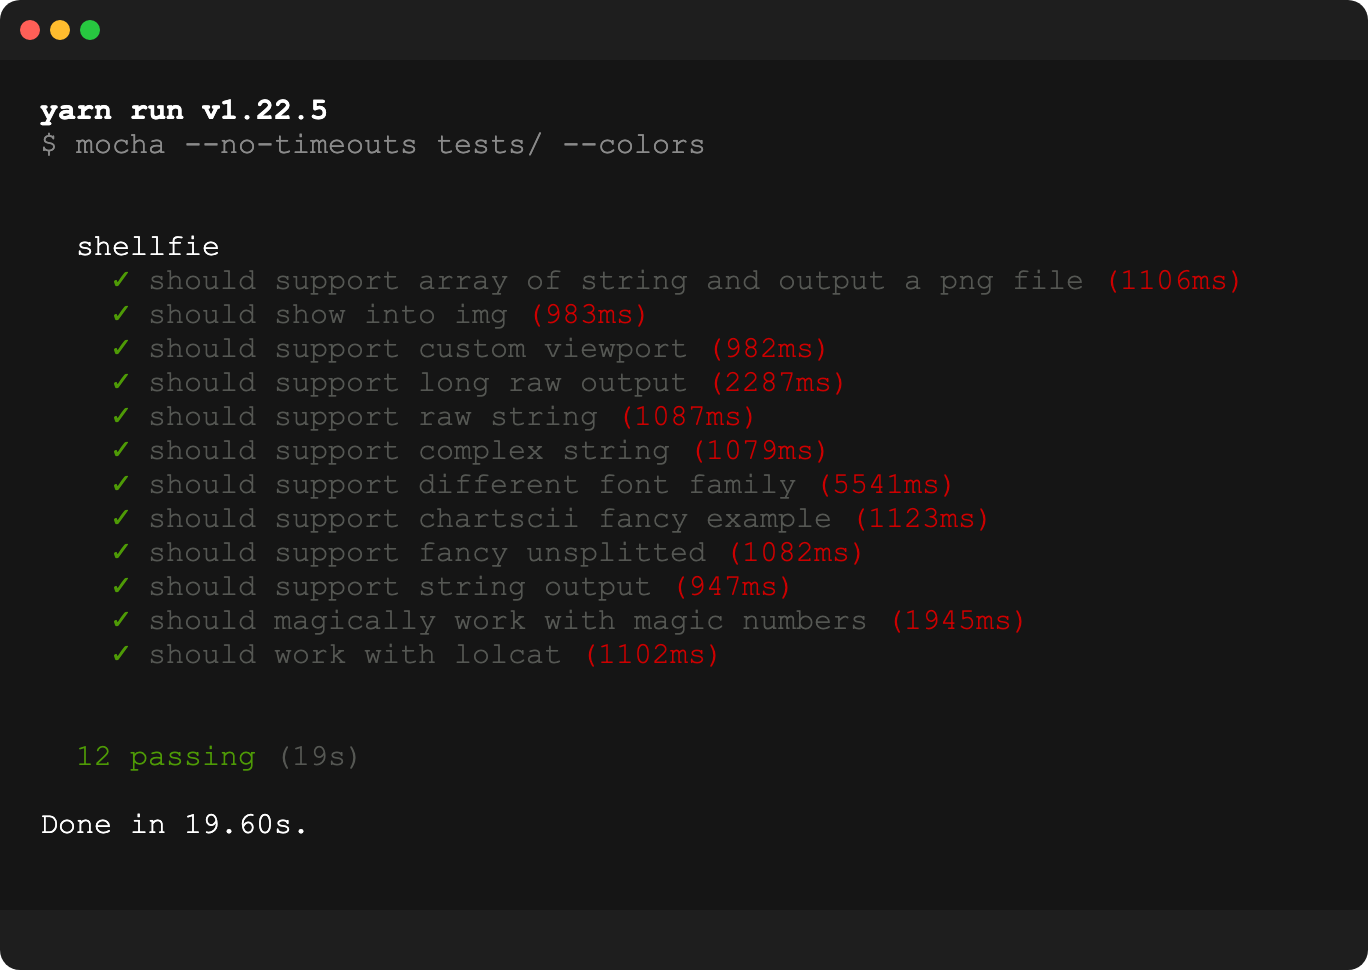 yarn run v1.22.5
$ mocha --no-timeouts tests/ --colors
shellfie
✓ should support array of string and output a png file (1106ms)
✓ should show into img (983ms)
✓ should support custom viewport (982ms)
✓ should support long raw output (2287ms)
✓ should support raw string (1087ms)
✓ should support complex string (1079ms)
✓ should support different font family (5541ms)
✓ should support chartscii fancy example (1123ms)
✓ should support fancy unsplitted (1082ms)
✓ should support string output (947ms)
✓ should magically work with magic numbers (1945ms)
✓ should work with lolcat (1102ms)
12 passing (19s)
Done in 19.60s.